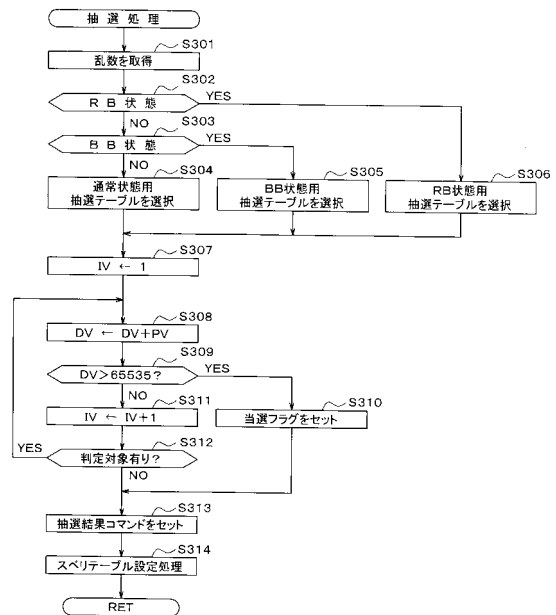 抽選処理
S301
乱数を取得
S302
RB状態
YES
NO
S303
BB状態
YES
NO
S304
通常状態用
抽選テーブルを選択
S305
BB状態用
抽選テーブルを選択
S306
RB状態用
抽選テーブルを選択
S307
IV ← 1
S308
DV ← DV+PV
S309
DV>65535?
YES
NO
S310
当選フラグをセット
S311
IV ← IV+1
S312
判定対象有り?
YES
NO
S313
抽選結果コマンドをセット
S314
スベリテーブル設定処理
RET